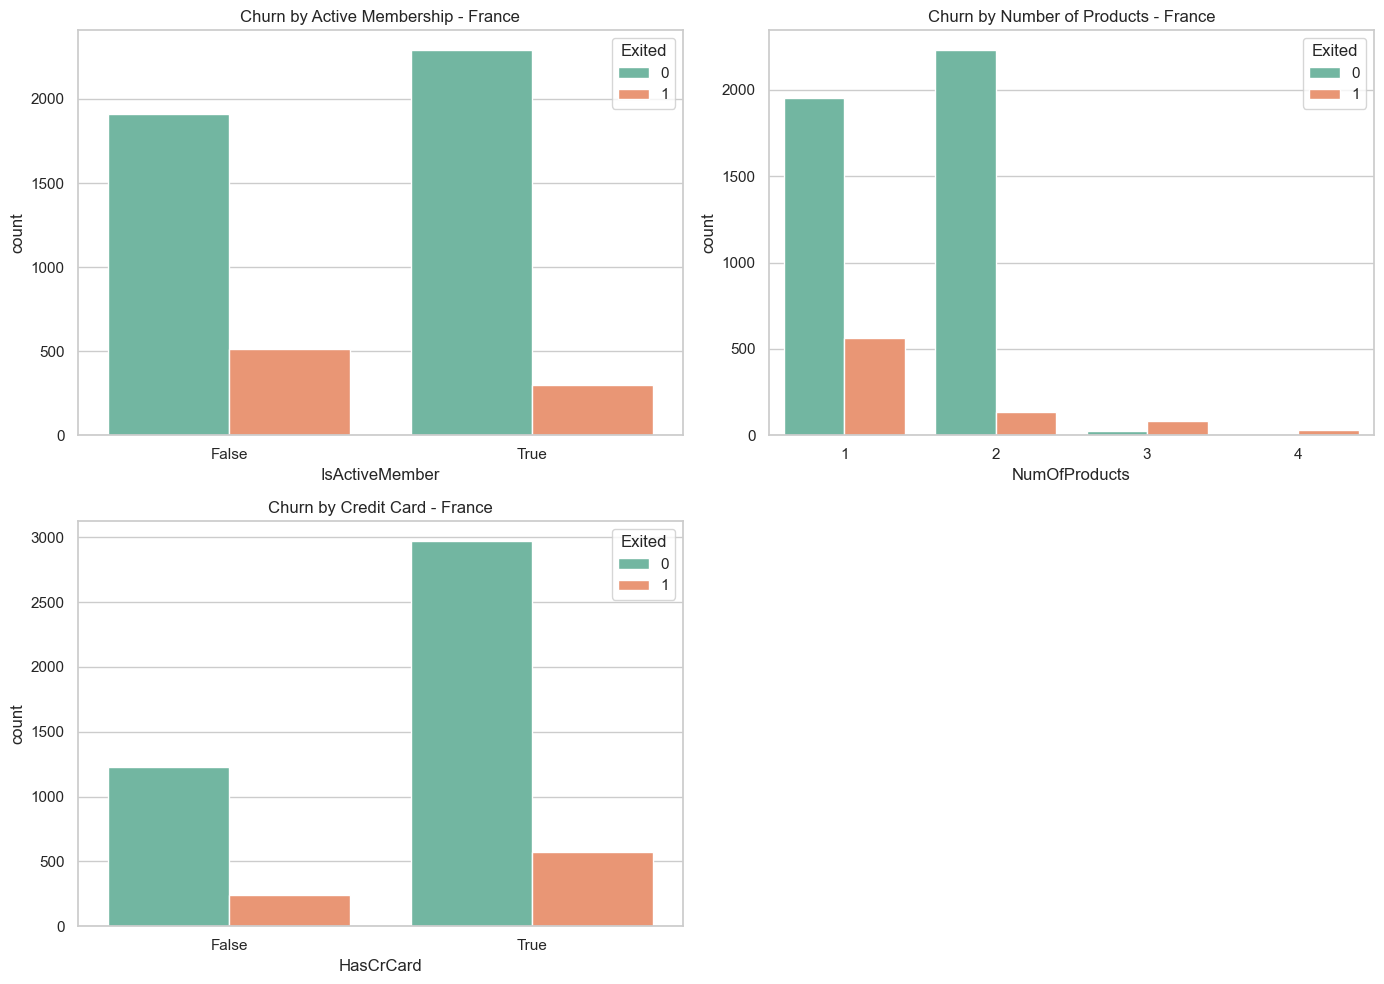 Churn by Active Membership - France
Exited
0
1
2000
1500
1000
500
0
count
False
True
IsActiveMember
Churn by Number of Products - France
Exited
0
1
2000
1500
1000
500
0
count
1
2
3
4
NumOfProducts
Churn by Credit Card - France
Exited
0
1
3000
2500
2000
1500
1000
500
0
count
False
True
HasCrCard